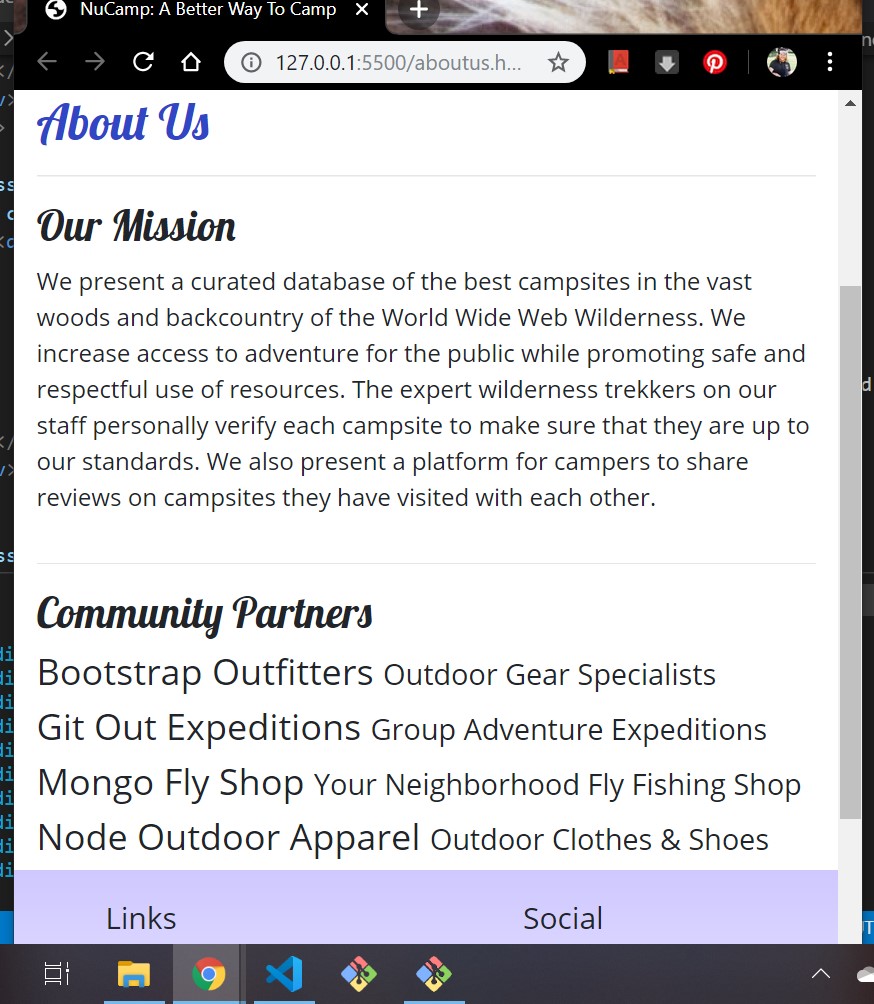 NuCamp: A Better Way To Camp
127.0.0.1:5500/aboutus.h...
About Us
Our Mission
We present a curated database of the best campsites in the vast
woods and backcountry of the World Wide Web Wilderness. We
increase access to adventure for the public while promoting safe and
respectful use of resources. The expert wilderness trekkers on our
staff personally verify each campsite to make sure that they are up to
our standards. We also present a platform for campers to share
reviews on campsites they have visited with each other.
Community Partners
Bootstrap Outfitters Outdoor Gear Specialists
Git Out Expeditions Group Adventure Expeditions
Mongo Fly Shop Your Neighborhood Fly Fishing Shop
Node Outdoor Apparel Outdoor Clothes & Shoes
Links Social